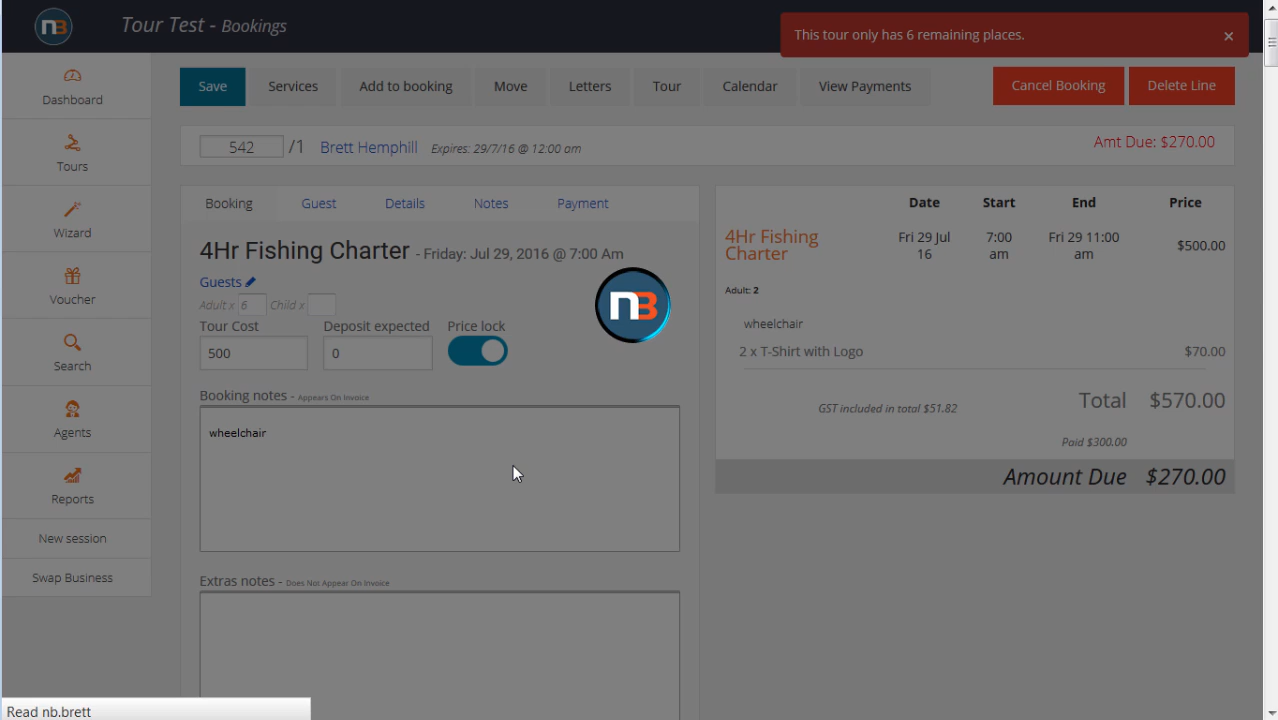 nB
Tour Test - Bookings
This tour only has 6 remaining places.
×
Dashboard
Tours
Wizard
Voucher
Search
Agents
Reports
New session
Swap Business
Save
Services
Add to booking
Move
Letters
Tour
Calendar
View Payments
Cancel Booking
Delete Line
542 /1 Brett Hemphill Expires: 29/7/16 @ 12:00 am
Amt Due: $270.00
Booking
Guest
Details
Notes
Payment
4Hr Fishing Charter - Friday: Jul 29, 2016 @ 7:00 Am
Guests
Adult x 6 Child x
Tour Cost
Deposit expected
Price lock
500
0
nB
Booking notes - Appears On Invoice
wheelchair
Extras notes - Does Not Appear On Invoice
Date Start End Price
4Hr Fishing Charter
Fri 29 Jul 16
7:00 am
Fri 29 11:00 am
$500.00
Adult: 2
wheelchair
2 x T-Shirt with Logo $70.00
GST included in total $51.82
Total $570.00
Paid $300.00
Amount Due $270.00
Read nb.brett